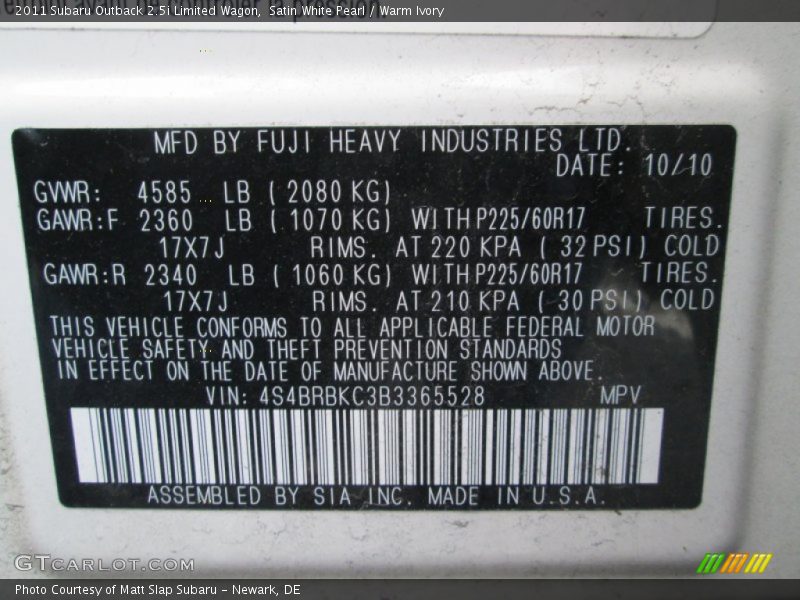 2011 Subaru Outback 2.5i Limited Wagon, Satin White Pearl / Warm Ivory
MFD BY FUJI HEAVY INDUSTRIES LTD.
DATE: 10/10
GVWR: 4585 LB ( 2080 KG)
GAWR:F 2360 LB ( 1070 KG) WITH P225/60R17 TIRES.
17X7J RIMS. AT 220 KPA ( 32 PSI) COLD
GAWR:R 2340 LB ( 1060 KG) WITH P225/60R17 TIRES.
17X7J RIMS. AT 210 KPA ( 30 PSI) COLD
THIS VEHICLE CONFORMS TO ALL APPLICABLE FEDERAL MOTOR
VEHICLE SAFETY AND THEFT PREVENTION STANDARDS
IN EFFECT ON THE DATE OF MANUFACTURE SHOWN ABOVE.
VIN: 4S4BRBKC3B3365528 MPV
ASSEMBLED BY SIA INC. MADE IN U.S.A.
GTCARLOT.COM
Photo Courtesy of Matt Slap Subaru - Newark, DE